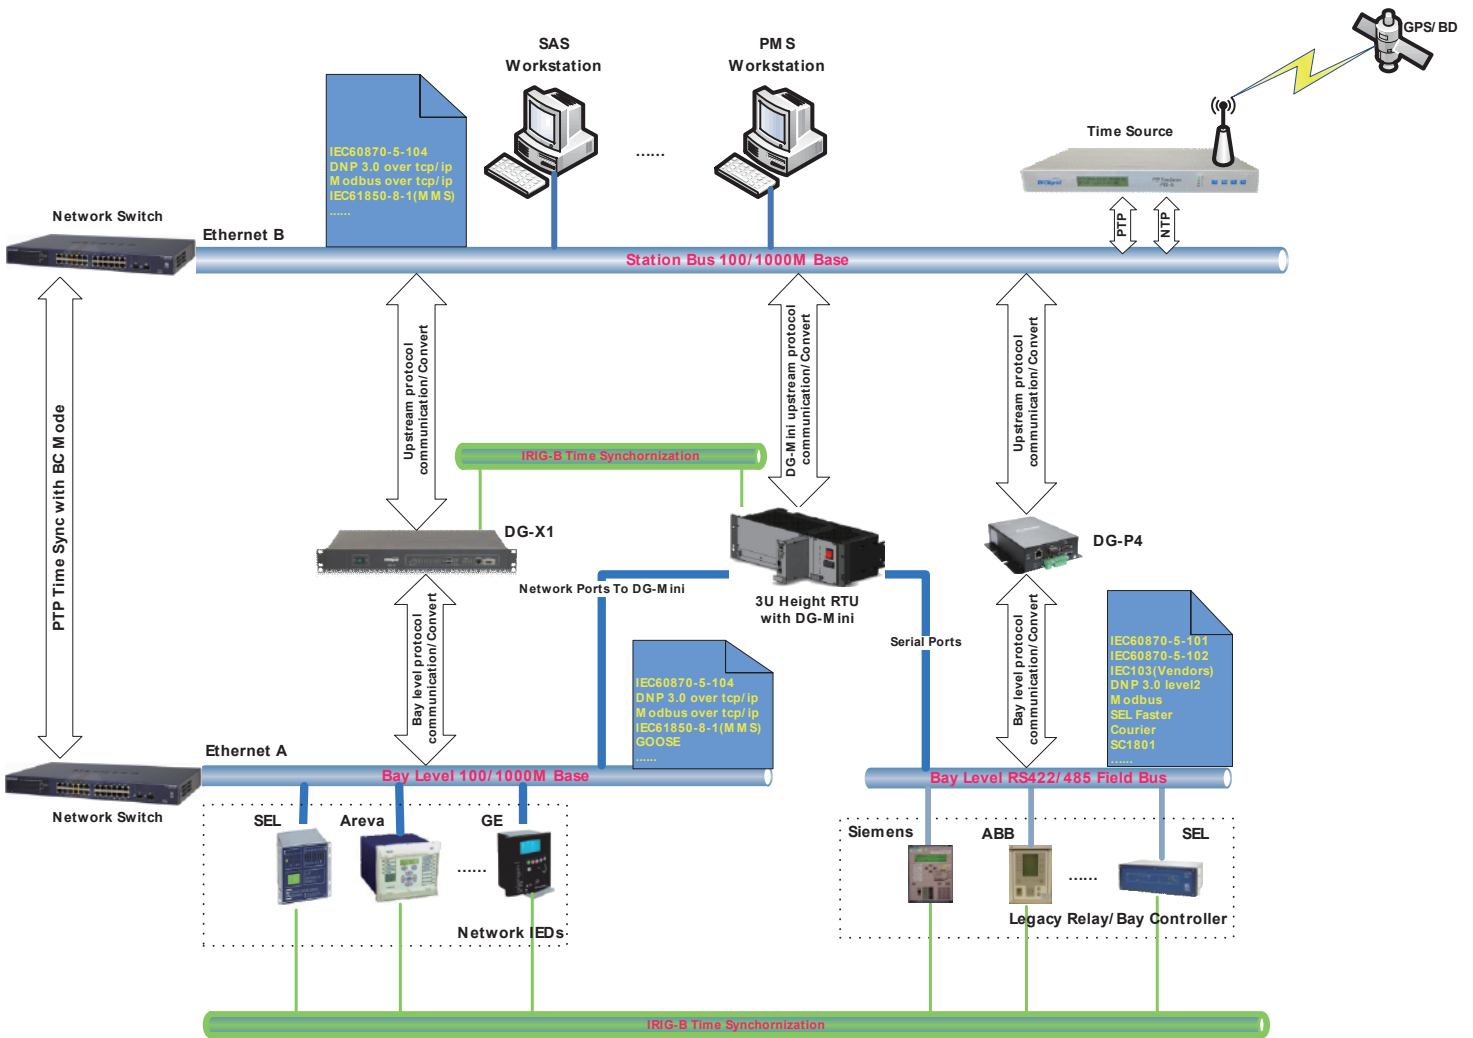 GPS/BD
SAS
Workstation
PMS
Workstation
......
Time Source
IEC60870-5-104
DNP 3.0 over tcp/ip
Modbus over tcp/ip
IEC61850-8-1(MMS)
......
Network Switch
Ethernet B
PTP
NTP
Station Bus 100/1000M Base
PTP Time Sync with BC Mode
Upstream protocol
communication/Convert
DG-Mini upstream protocol
communication/Convert
Upstream protocol
communication/Convert
IRIG-B Time Synchornization
DG-X1
DG-P4
Network Ports To DG-Mini
3U Height RTU
with DG-Mini
Serial Ports
Bay level protocol
communication/Convert
Bay level protocol
communication/Convert
IEC60870-5-104
DNP 3.0 over tcp/ip
Modbus over tcp/ip
IEC61850-8-1(MMS)
GOOSE
......
IEC60870-5-101
IEC60870-5-102
IEC103(Vendors)
DNP 3.0 level2
Modbus
SEL Faster
Courier
SC1801
......
Ethernet A
Bay Level 100/1000M Base
Bay Level RS422/485 Field Bus
Network Switch
SEL
Areva
GE
......
Network IEDs
Siemens
ABB
SEL
......
Legacy Relay/Bay Controller
IRIG-B Time Synchornization